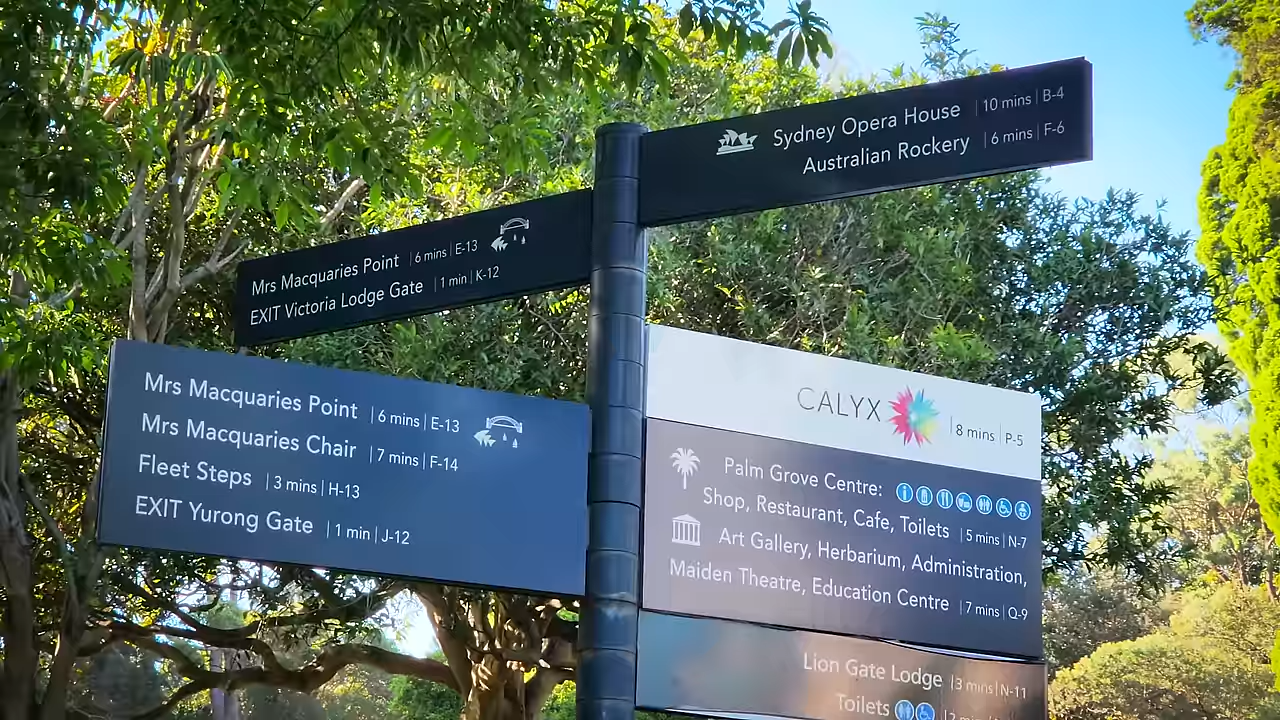 Sydney Opera House | 10 mins | B-4
Australian Rockery | 6 mins | F-6
Mrs Macquaries Point | 6 mins | E-13
EXIT Victoria Lodge Gate | 1 min | K-12
Mrs Macquaries Point | 6 mins | E-13
Mrs Macquaries Chair | 7 mins | F-14
Fleet Steps | 3 mins | H-13
EXIT Yurong Gate | 1 min | J-12
CALYX | 8 mins | P-5
Palm Grove Centre:
Shop, Restaurant, Cafe, Toilets | 5 mins | N-7
Art Gallery, Herbarium, Administration,
Maiden Theatre, Education Centre | 7 mins | Q-9
Lion Gate Lodge | 3 mins | N-11
Toilets